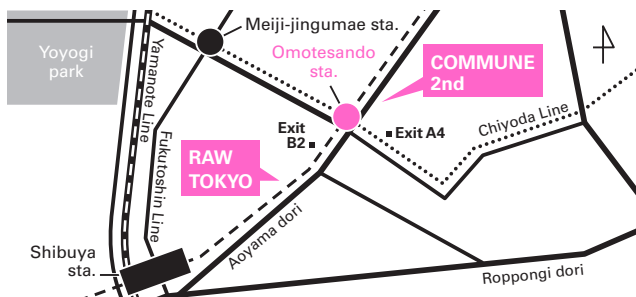 Meiji-jingumae sta.
Yoyogi
park
Omotesando
sta.
COMMUNE
2nd
Yamanote Line
Fukutoshin Line
Exit
B2
Exit A4
Chiyoda Line
RAW
TOKYO
Shibuya
sta.
Aoyama dori
Roppongi dori